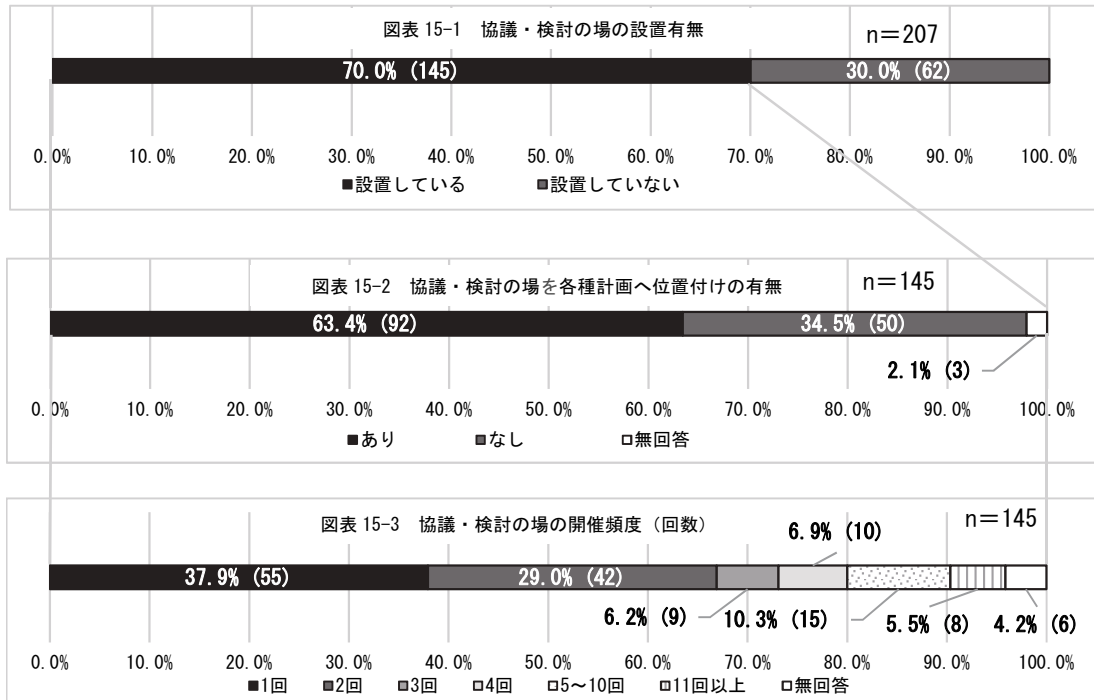 図表 15-1 協議・検討の場の設置有無
n=207
70.0% (145) 30.0% (62)
0.0% 10.0% 20.0% 30.0% 40.0% 50.0% 60.0% 70.0% 80.0% 90.0% 100.0%
■設置している ■設置していない
図表 15-2 協議・検討の場を各種計画へ位置付けの有無
n=145
63.4% (92) 34.5% (50)
2.1% (3)
0.0% 10.0% 20.0% 30.0% 40.0% 50.0% 60.0% 70.0% 80.0% 90.0% 100.0%
■あり ■なし □無回答
図表 15-3 協議・検討の場の開催頻度（回数）
n=145
6.9% (10)
37.9% (55) 29.0% (42)
6.2% (9) 10.3% (15) 5.5% (8) 4.2% (6)
0.0% 10.0% 20.0% 30.0% 40.0% 50.0% 60.0% 70.0% 80.0% 90.0% 100.0%
■1回 ■2回 ■3回 □4回 □5～10回 □11回以上 □無回答